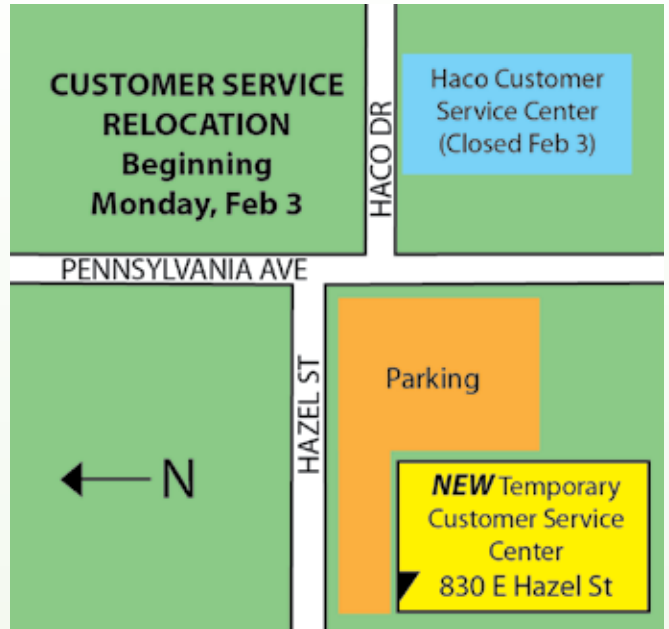 CUSTOMER SERVICE
RELOCATION
Beginning
Monday, Feb 3
HACO DR
Haco Customer
Service Center
(Closed Feb 3)
PENNSYLVANIA AVE
HAZEL ST
Parking
N
NEW Temporary
Customer Service
Center
830 E Hazel St